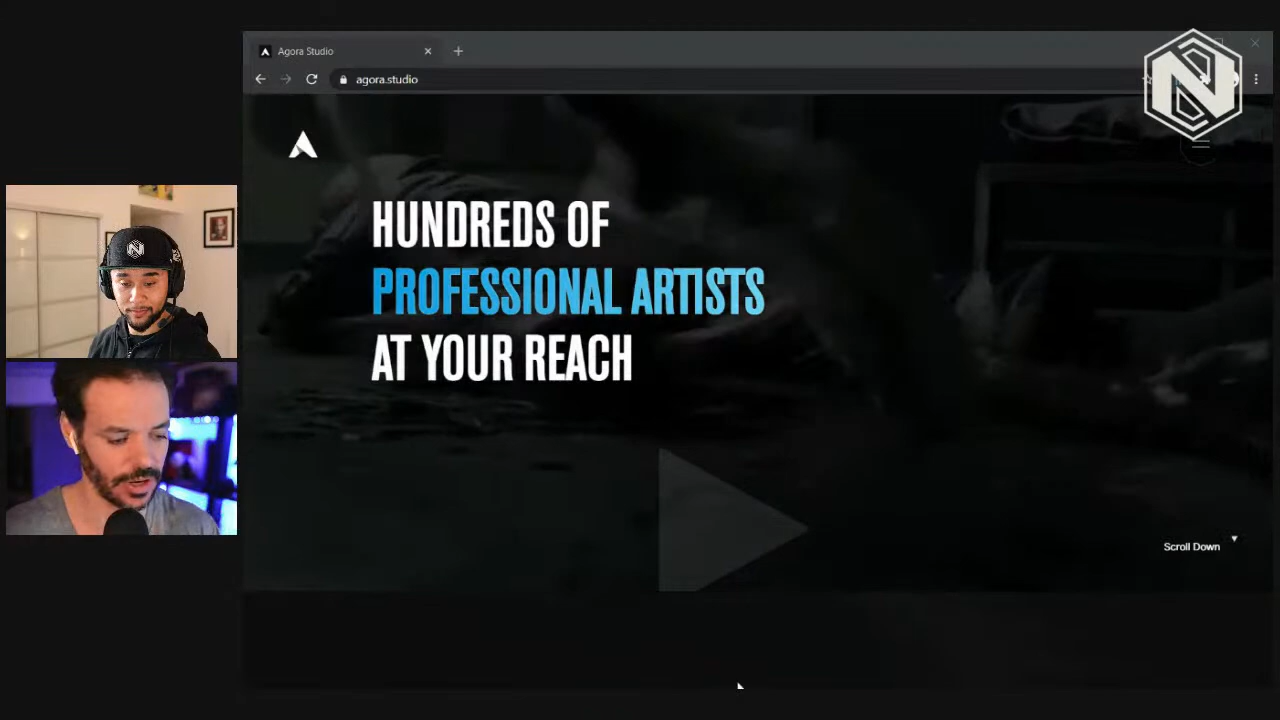 Agora Studio
agora.studio
HUNDREDS OF
PROFESSIONAL ARTISTS
AT YOUR REACH
Scroll Down